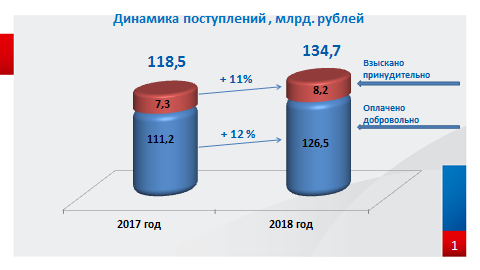 Динамика поступлений , млрд. рублей
118,5
134,7
+ 11%
Взыскано
принудительно
7,3
8,2
Оплачено
добровольно
+ 12 %
111,2
126,5
2017 год
2018 год
1